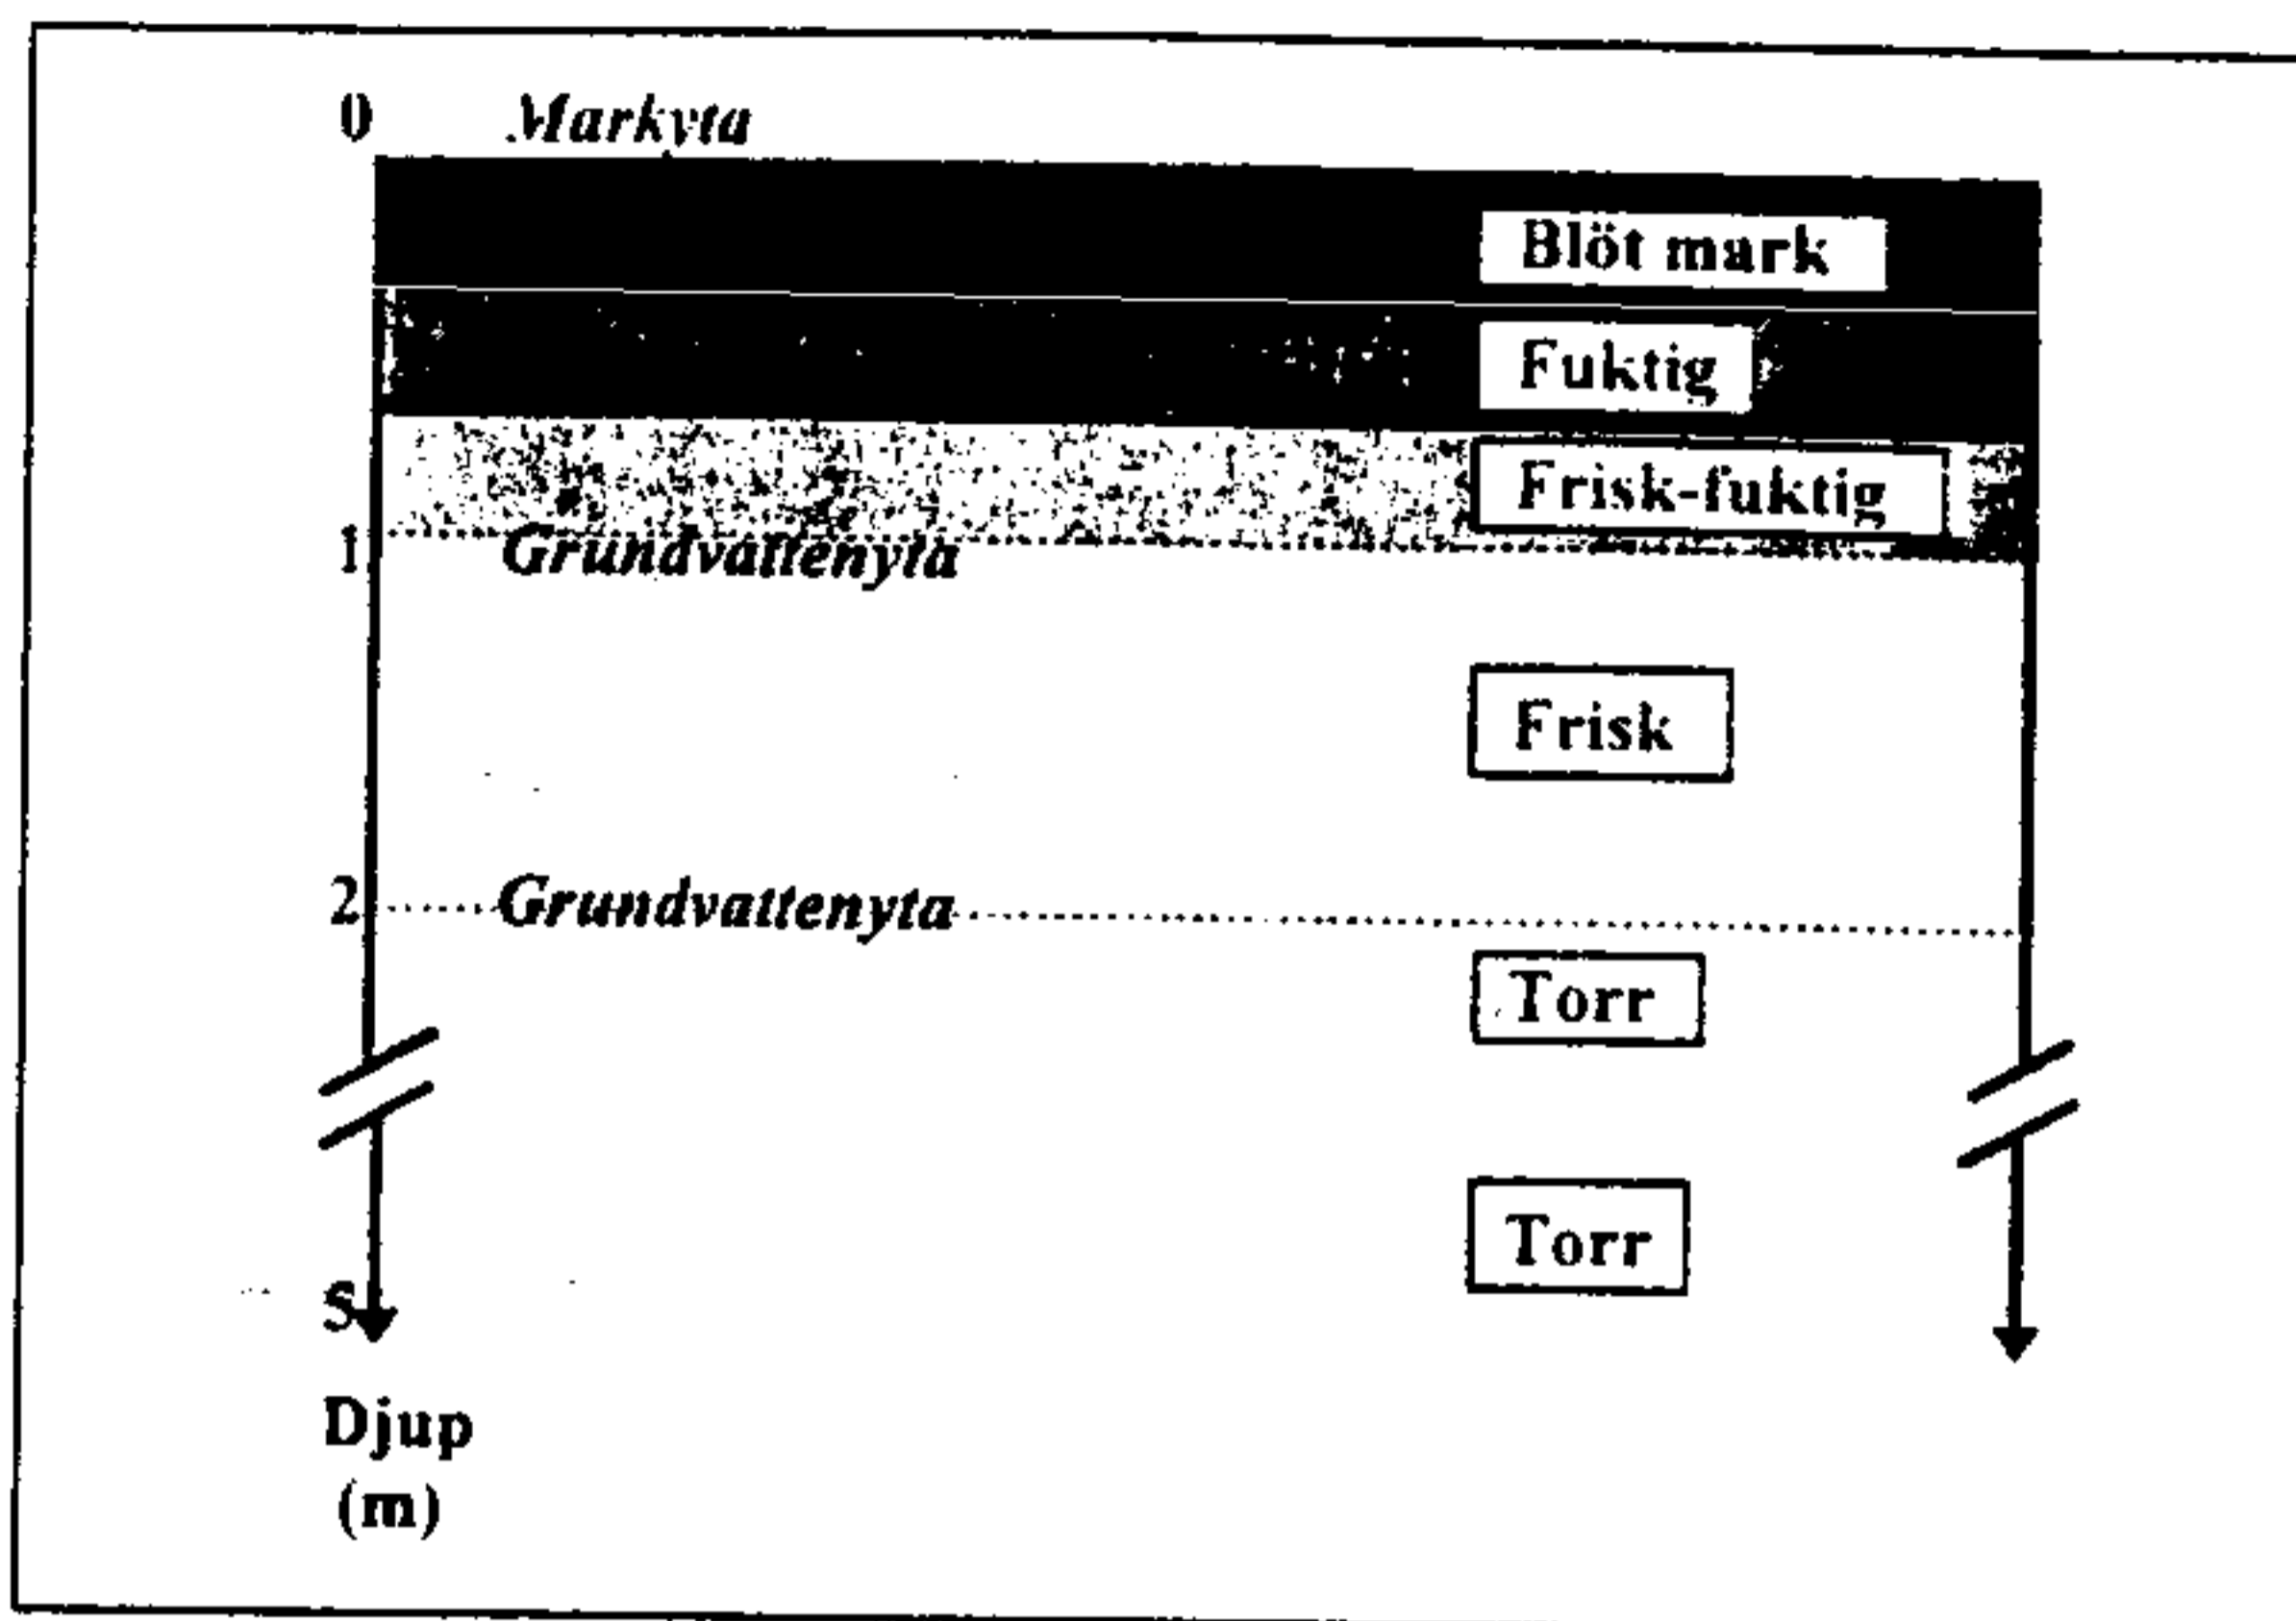 0 Markyta
Blöt mark
Fuktig
Frisk-fuktig
1 Grundvattenyta
Frisk
2 Grundvattenyta
Torr
Torr
5
Djup
(m)